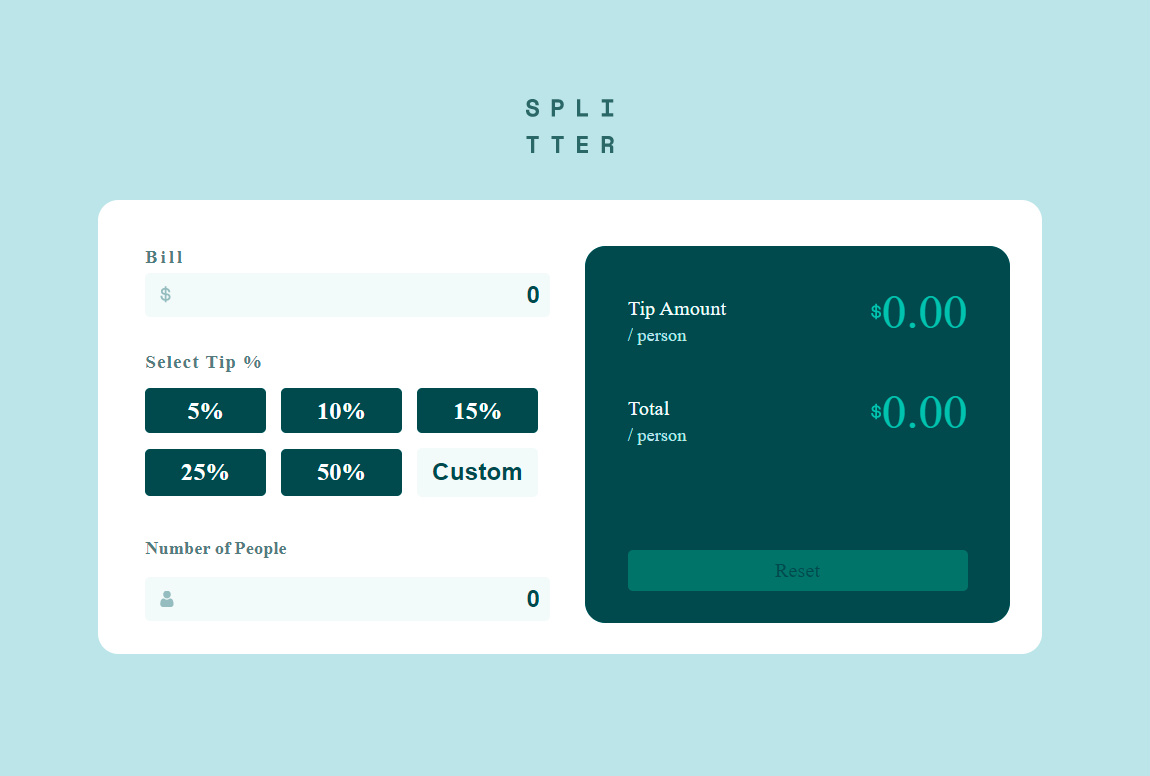 SPLI
TTER
Bill
$ 0
Select Tip %
5% 10% 15%
25% 50% Custom
Number of People
0
Tip Amount
/ person
$0.00
Total
/ person
$0.00
Reset